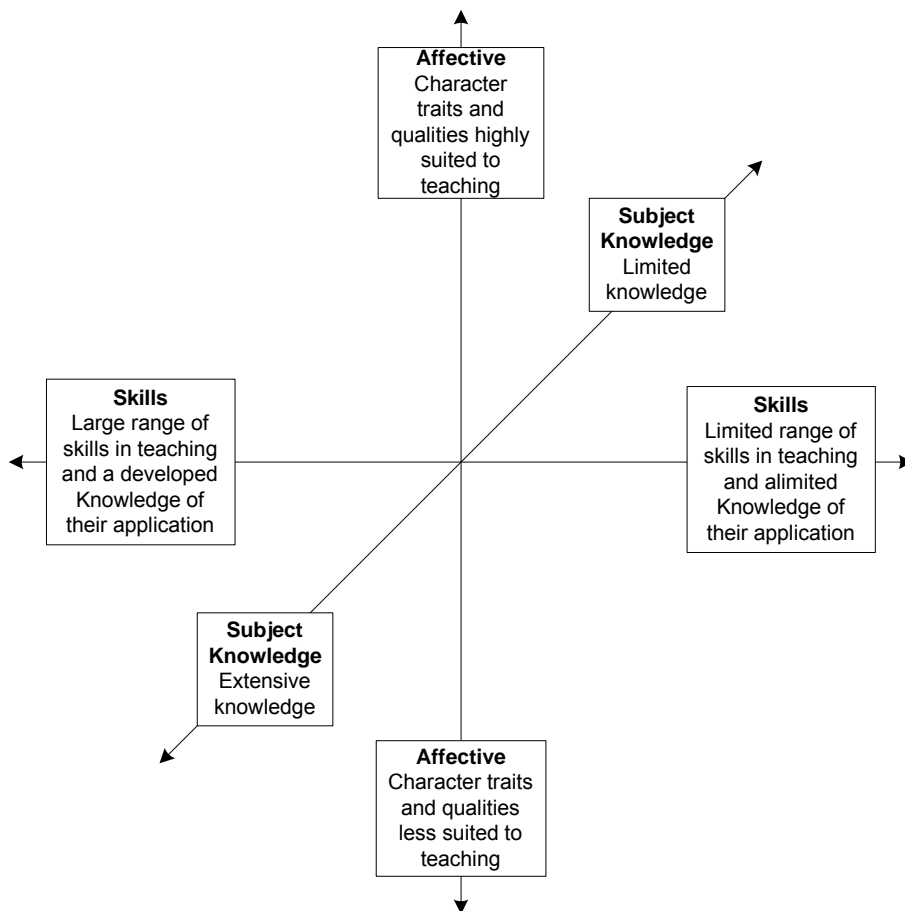 Affective
Character
traits and
qualities highly
suited to
teaching
Subject
Knowledge
Limited
knowledge
Skills
Large range of
skills in teaching
and a developed
Knowledge of
their application
Skills
Limited range of
skills in teaching
and alimited
Knowledge of
their application
Subject
Knowledge
Extensive
knowledge
Affective
Character traits
and qualities
less suited to
teaching